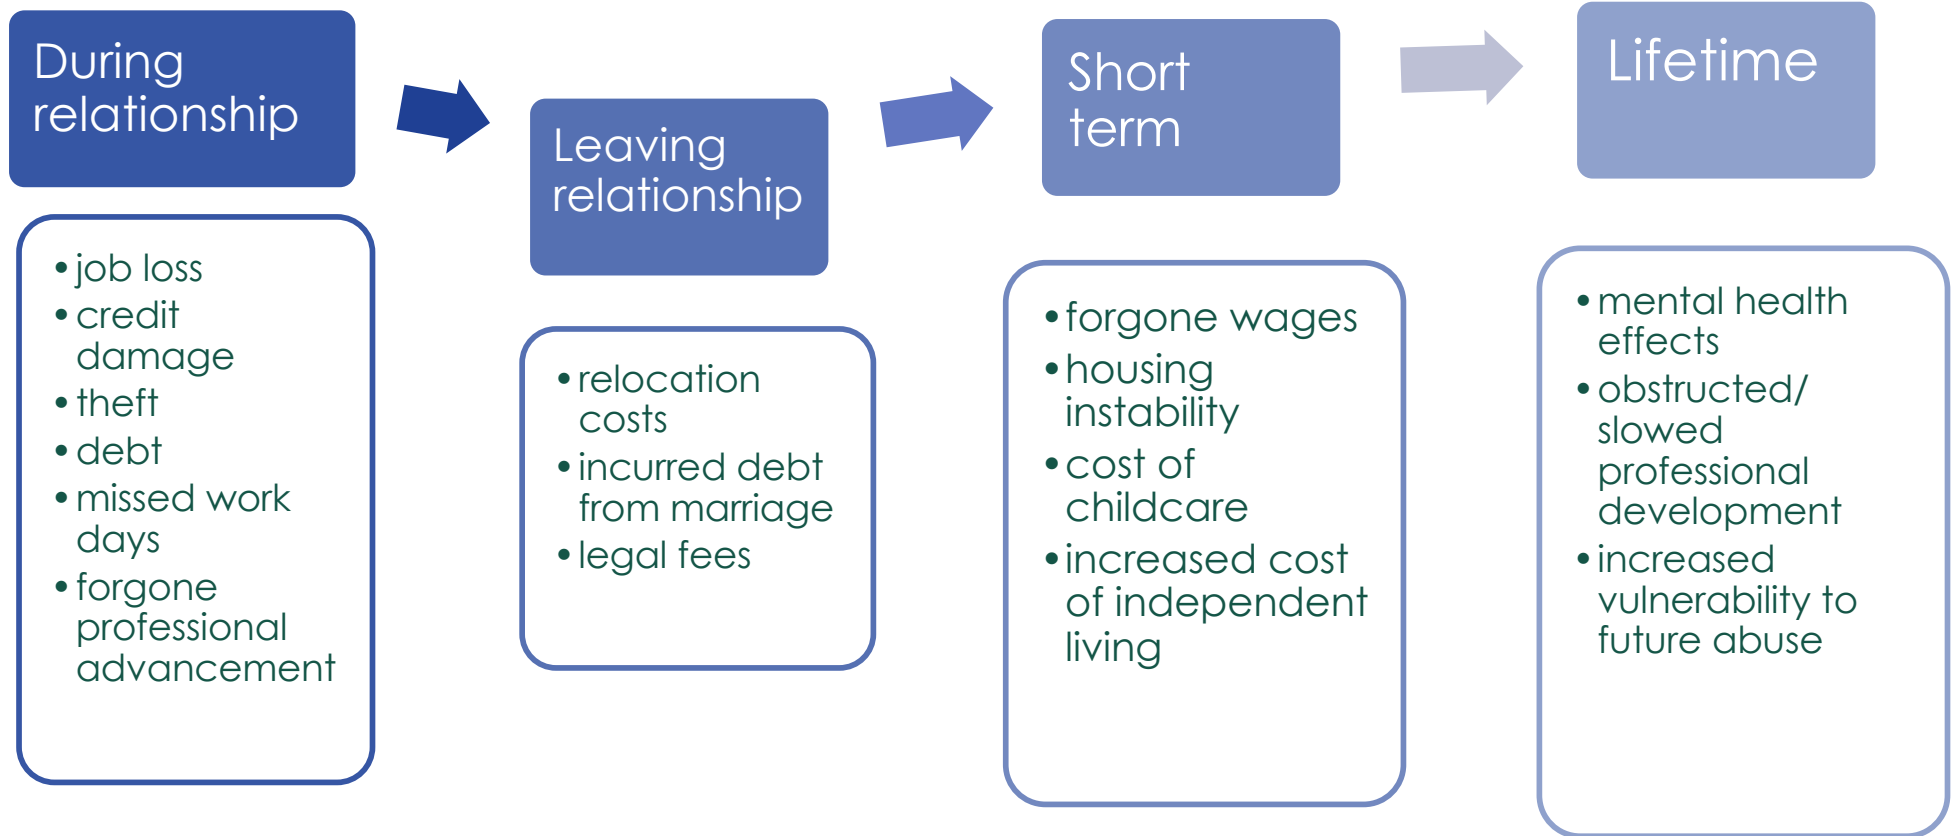 During
relationship
• job loss
• credit
damage
• theft
• debt
• missed work
days
• forgone
professional
advancement
Leaving
relationship
• relocation
costs
• incurred debt
from marriage
• legal fees
Short
term
• forgone wages
• housing
instability
• cost of
childcare
• increased cost
of independent
living
Lifetime
• mental health
effects
• obstructed/
slowed
professional
development
• increased
vulnerability to
future abuse